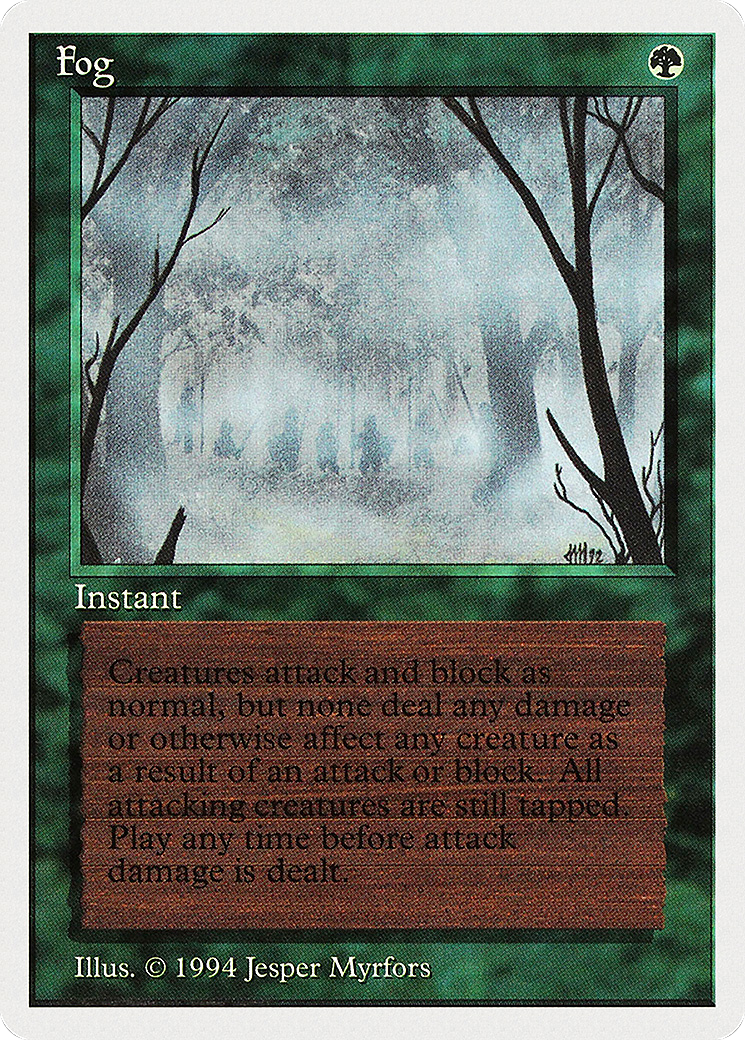 Fog
Instant
Creatures attack and block as
normal, but none deal any damage
or otherwise affect any creature as
a result of an attack or block. All
attacking creatures are still tapped.
Play any time before attack
damage is dealt.
Illus. © 1994 Jesper Myrfors